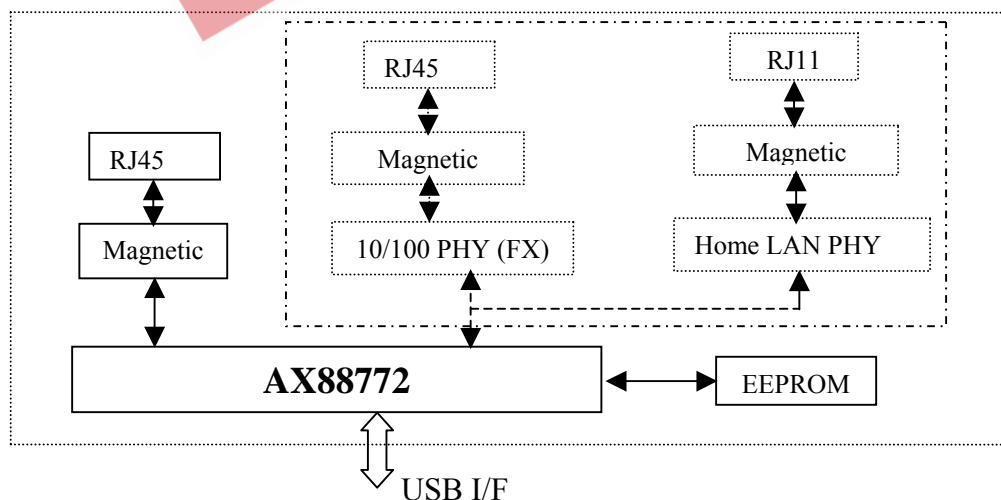 RJ45
RJ11
Magnetic
Magnetic
RJ45
10/100 PHY (FX)
Home LAN PHY
Magnetic
AX88772
EEPROM
USB I/F